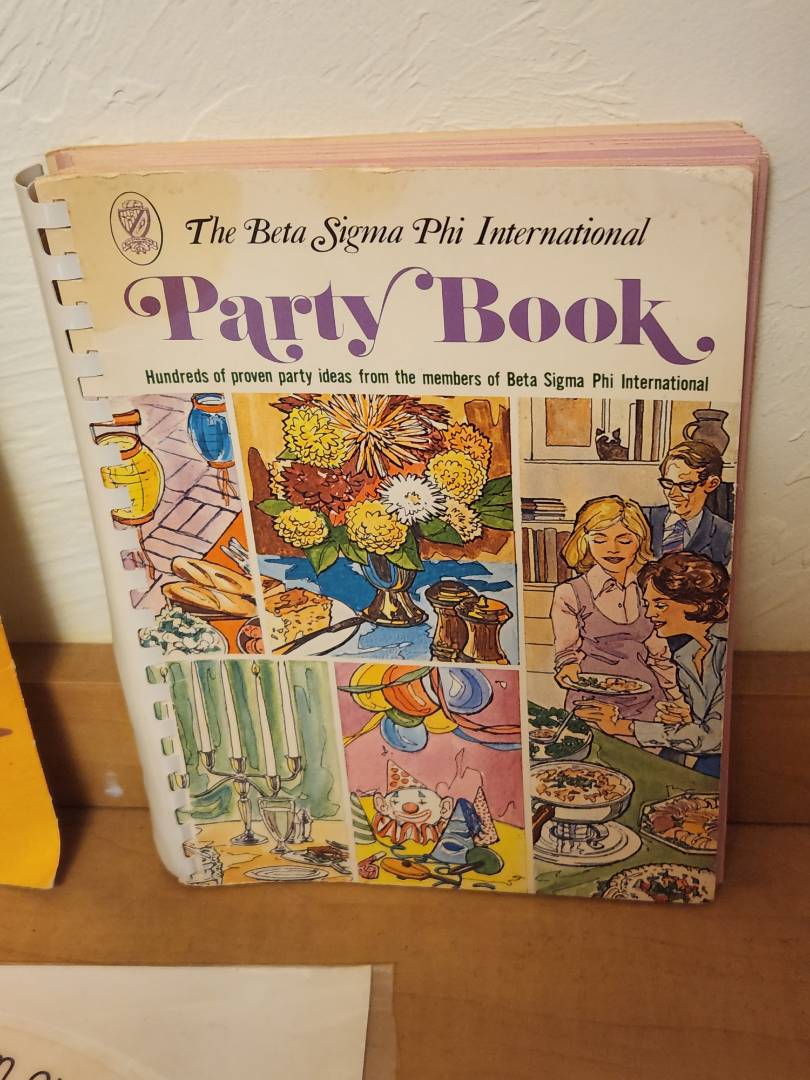 The Beta Sigma Phi International
Party Book
Hundreds of proven party ideas from the members of Beta Sigma Phi International